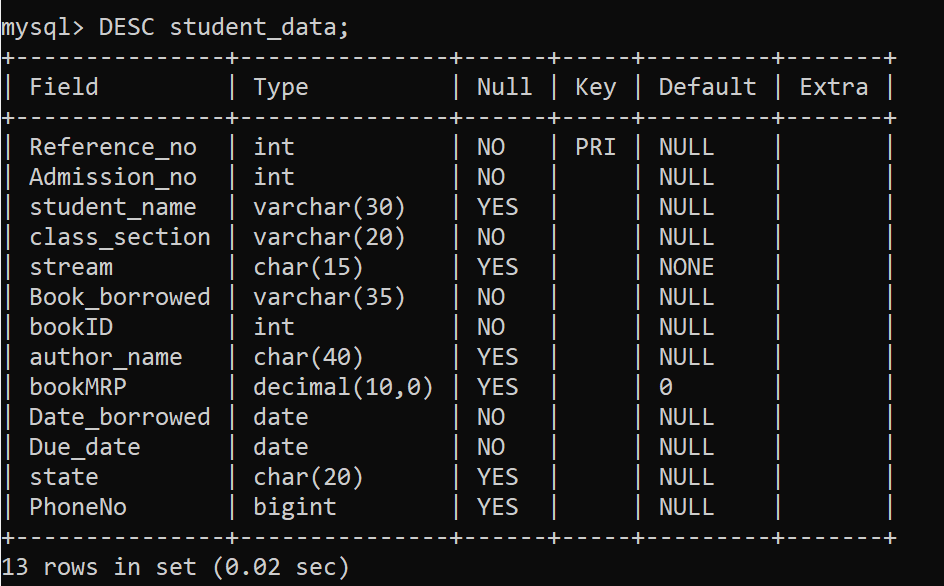 mysql> DESC student_data;
+---------------+---------------+------+-----+---------+-------+
| Field         | Type          | Null | Key | Default | Extra |
+---------------+---------------+------+-----+---------+-------+
| Reference_no  | int           | NO   | PRI | NULL    |       |
| Admission_no  | int           | NO   |     | NULL    |       |
| student_name  | varchar(30)   | YES  |     | NULL    |       |
| class_section | varchar(20)   | NO   |     | NULL    |       |
| stream        | char(15)      | YES  |     | NONE    |       |
| Book_borrowed | varchar(35)   | NO   |     | NULL    |       |
| bookID        | int           | NO   |     | NULL    |       |
| author_name   | char(40)      | YES  |     | NULL    |       |
| bookMRP       | decimal(10,0) | YES  |     | 0       |       |
| Date_borrowed | date          | NO   |     | NULL    |       |
| Due_date      | date          | NO   |     | NULL    |       |
| state         | char(20)      | YES  |     | NULL    |       |
| PhoneNo       | bigint        | YES  |     | NULL    |       |
+---------------+---------------+------+-----+---------+-------+
13 rows in set (0.02 sec)